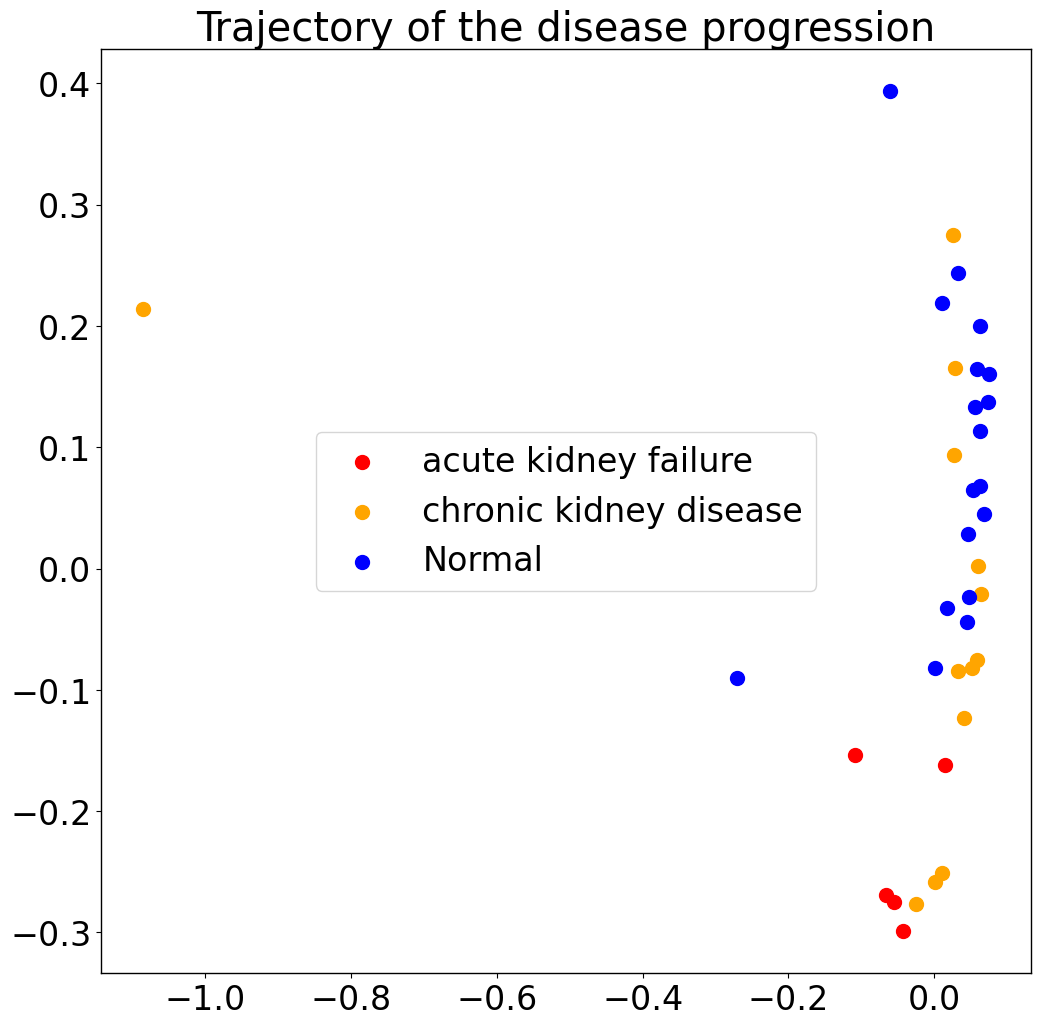 Trajectory of the disease progression
0.4
0.3
0.2
0.1
0.0
−0.1
−0.2
−0.3
acute kidney failure
chronic kidney disease
Normal
−1.0 −0.8 −0.6 −0.4 −0.2 0.0